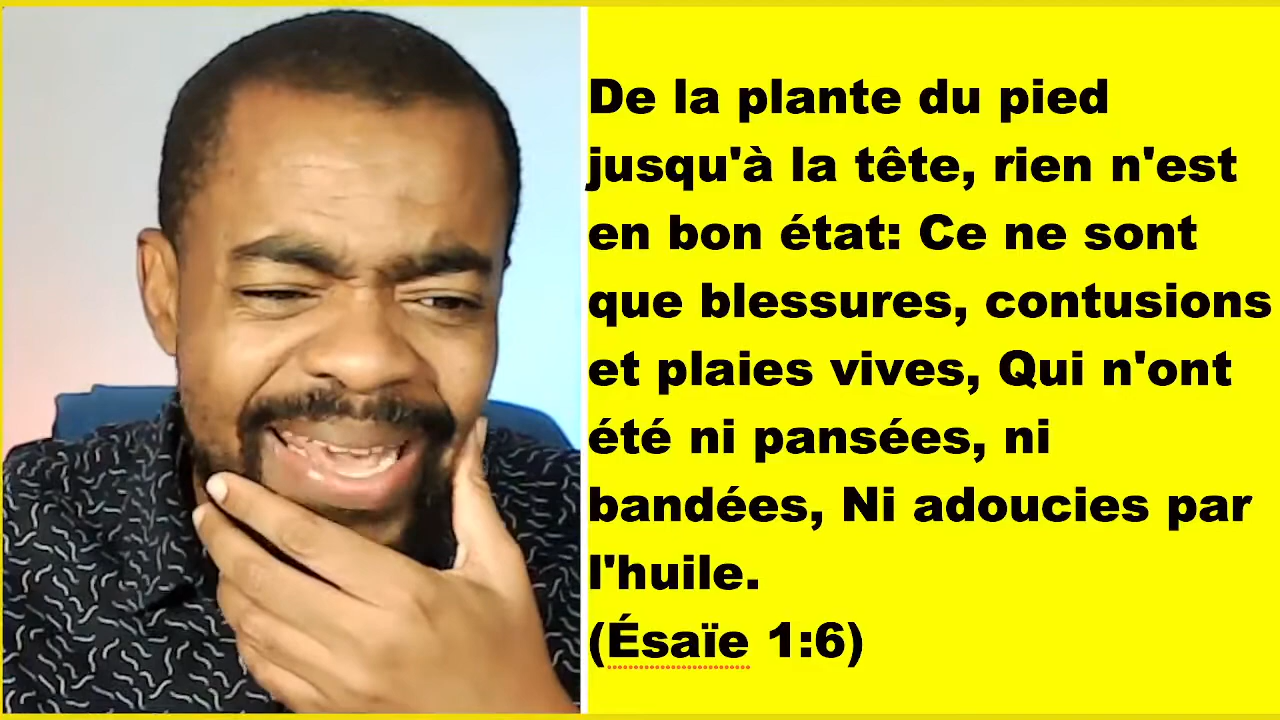 De la plante du pied
jusqu'à la tête, rien n'est
en bon état: Ce ne sont
que blessures, contusions
et plaies vives, Qui n'ont
été ni pansées, ni
bandées, Ni adoucies par
l'huile.
(Ésaïe 1:6)